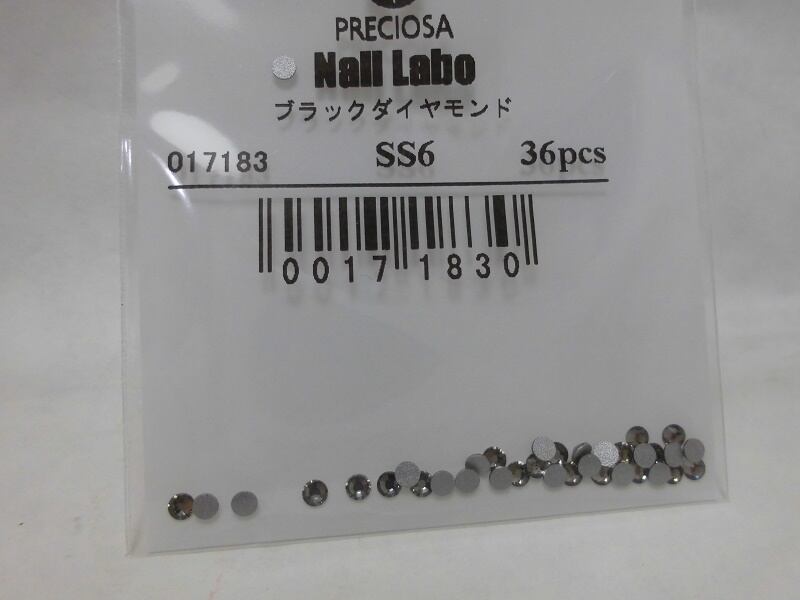 PRECIOSA
Nail Labo
ブラックダイヤモンド
017183 SS6 36pcs
0017 1830